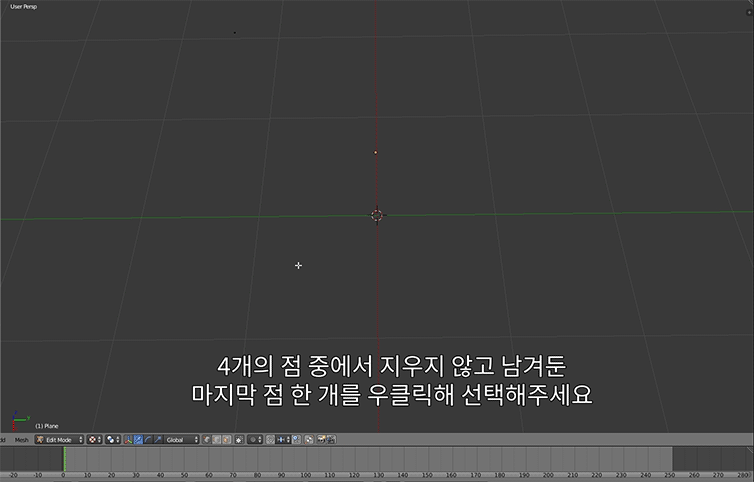 User Persp
4개의 점 중에서 지우지 않고 남겨둔
마지막 점 한 개를 우클릭해 선택해주세요
(1) Plane
Mesh Edit Mode Global
-20 -10 0 10 20 30 40 50 60 70 80 90 100 110 120 130 140 150 160 170 180 190 200 210 220 230 240 250 260 270 280